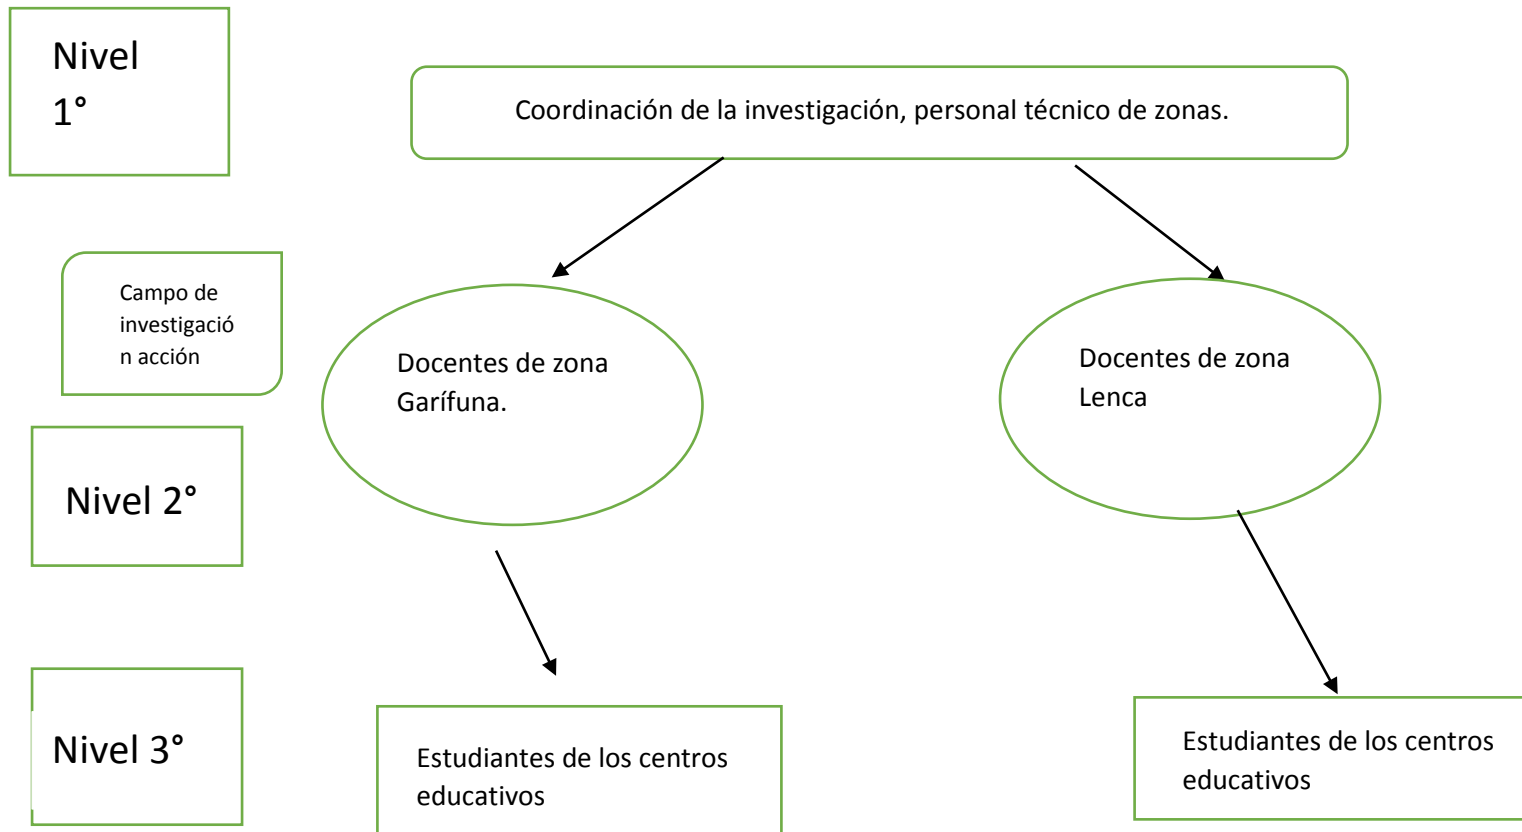 Nivel
1°
Coordinación de la investigación, personal técnico de zonas.
Campo de
investigació
n acción
Docentes de zona
Garífuna.
Docentes de zona
Lenca
Nivel 2°
Nivel 3°
Estudiantes de los centros
educativos
Estudiantes de los centros
educativos